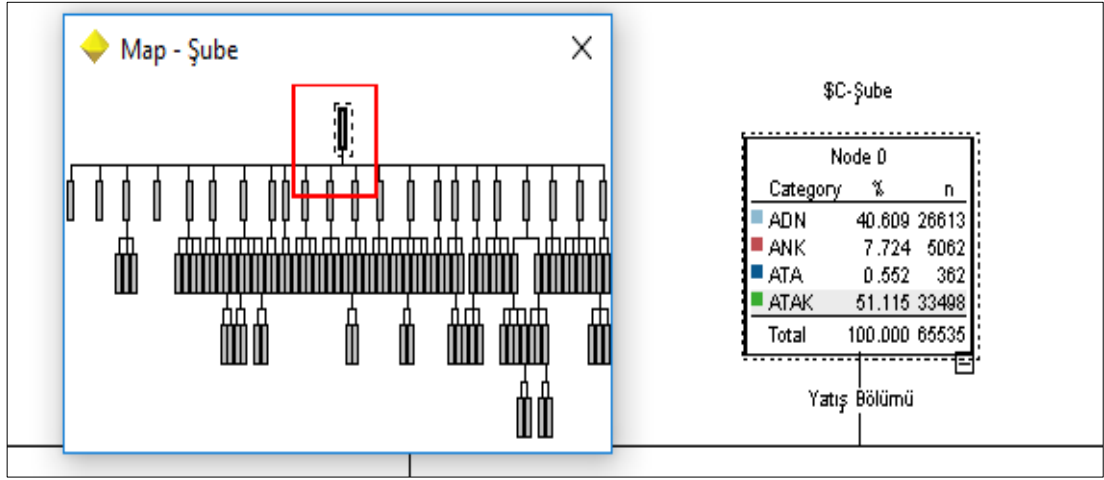 Map - Şube
$C-Şube
Node 0
Category % n
ADN 40.609 26613
ANK 7.724 5062
ATA 0.552 362
ATAK 51.115 33498
Total 100.000 65535
Yatış Bölümü